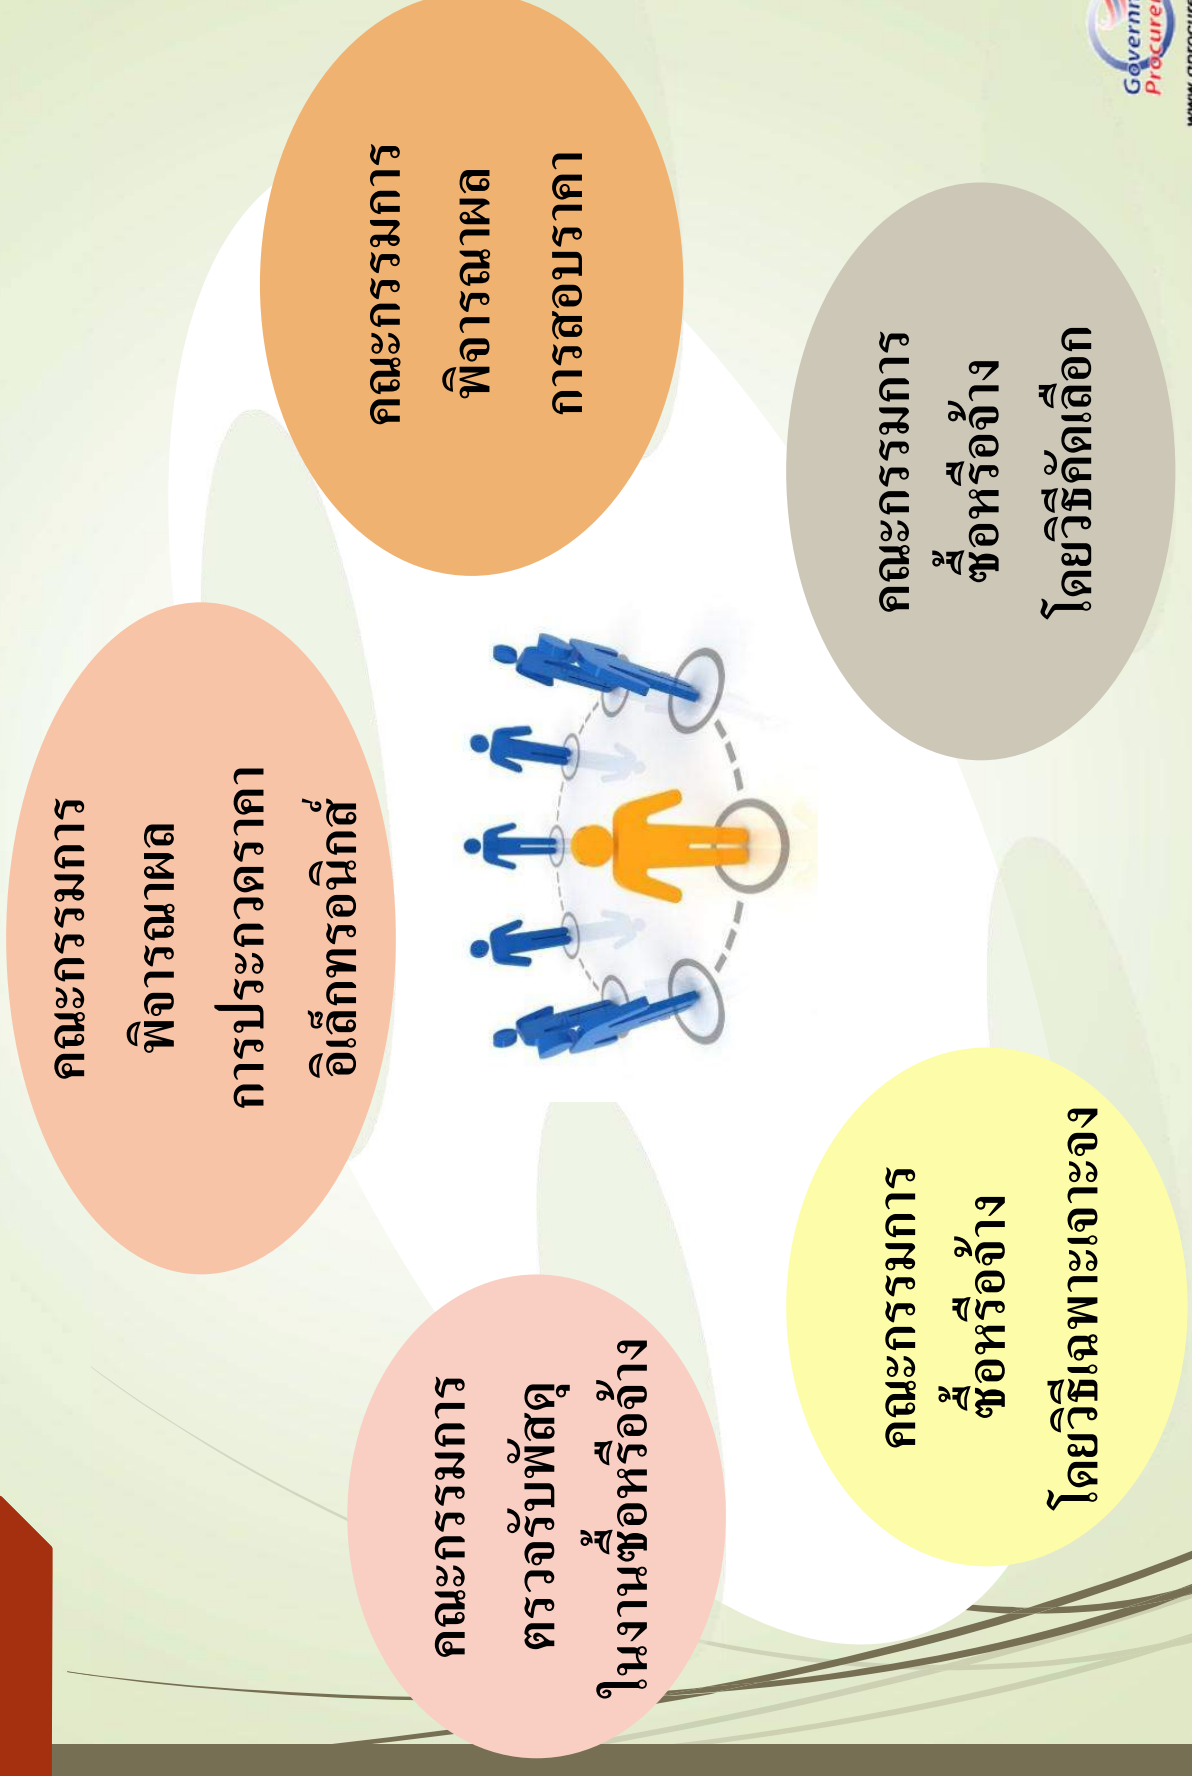 คณะกรรมการ
พิจารณาผล
การประกวดราคา
อิเล็กทรอนิกส์
คณะกรรมการ
พิจารณาผล
การสอบราคา
คณะกรรมการ
ซื้อหรือจ้าง
โดยวิธีคัดเลือก
คณะกรรมการ
ซื้อหรือจ้าง
โดยวิธีเฉพาะเจาะจง
คณะกรรมการ
ตรวจรับพัสดุ
ในงานซื้อหรือจ้าง